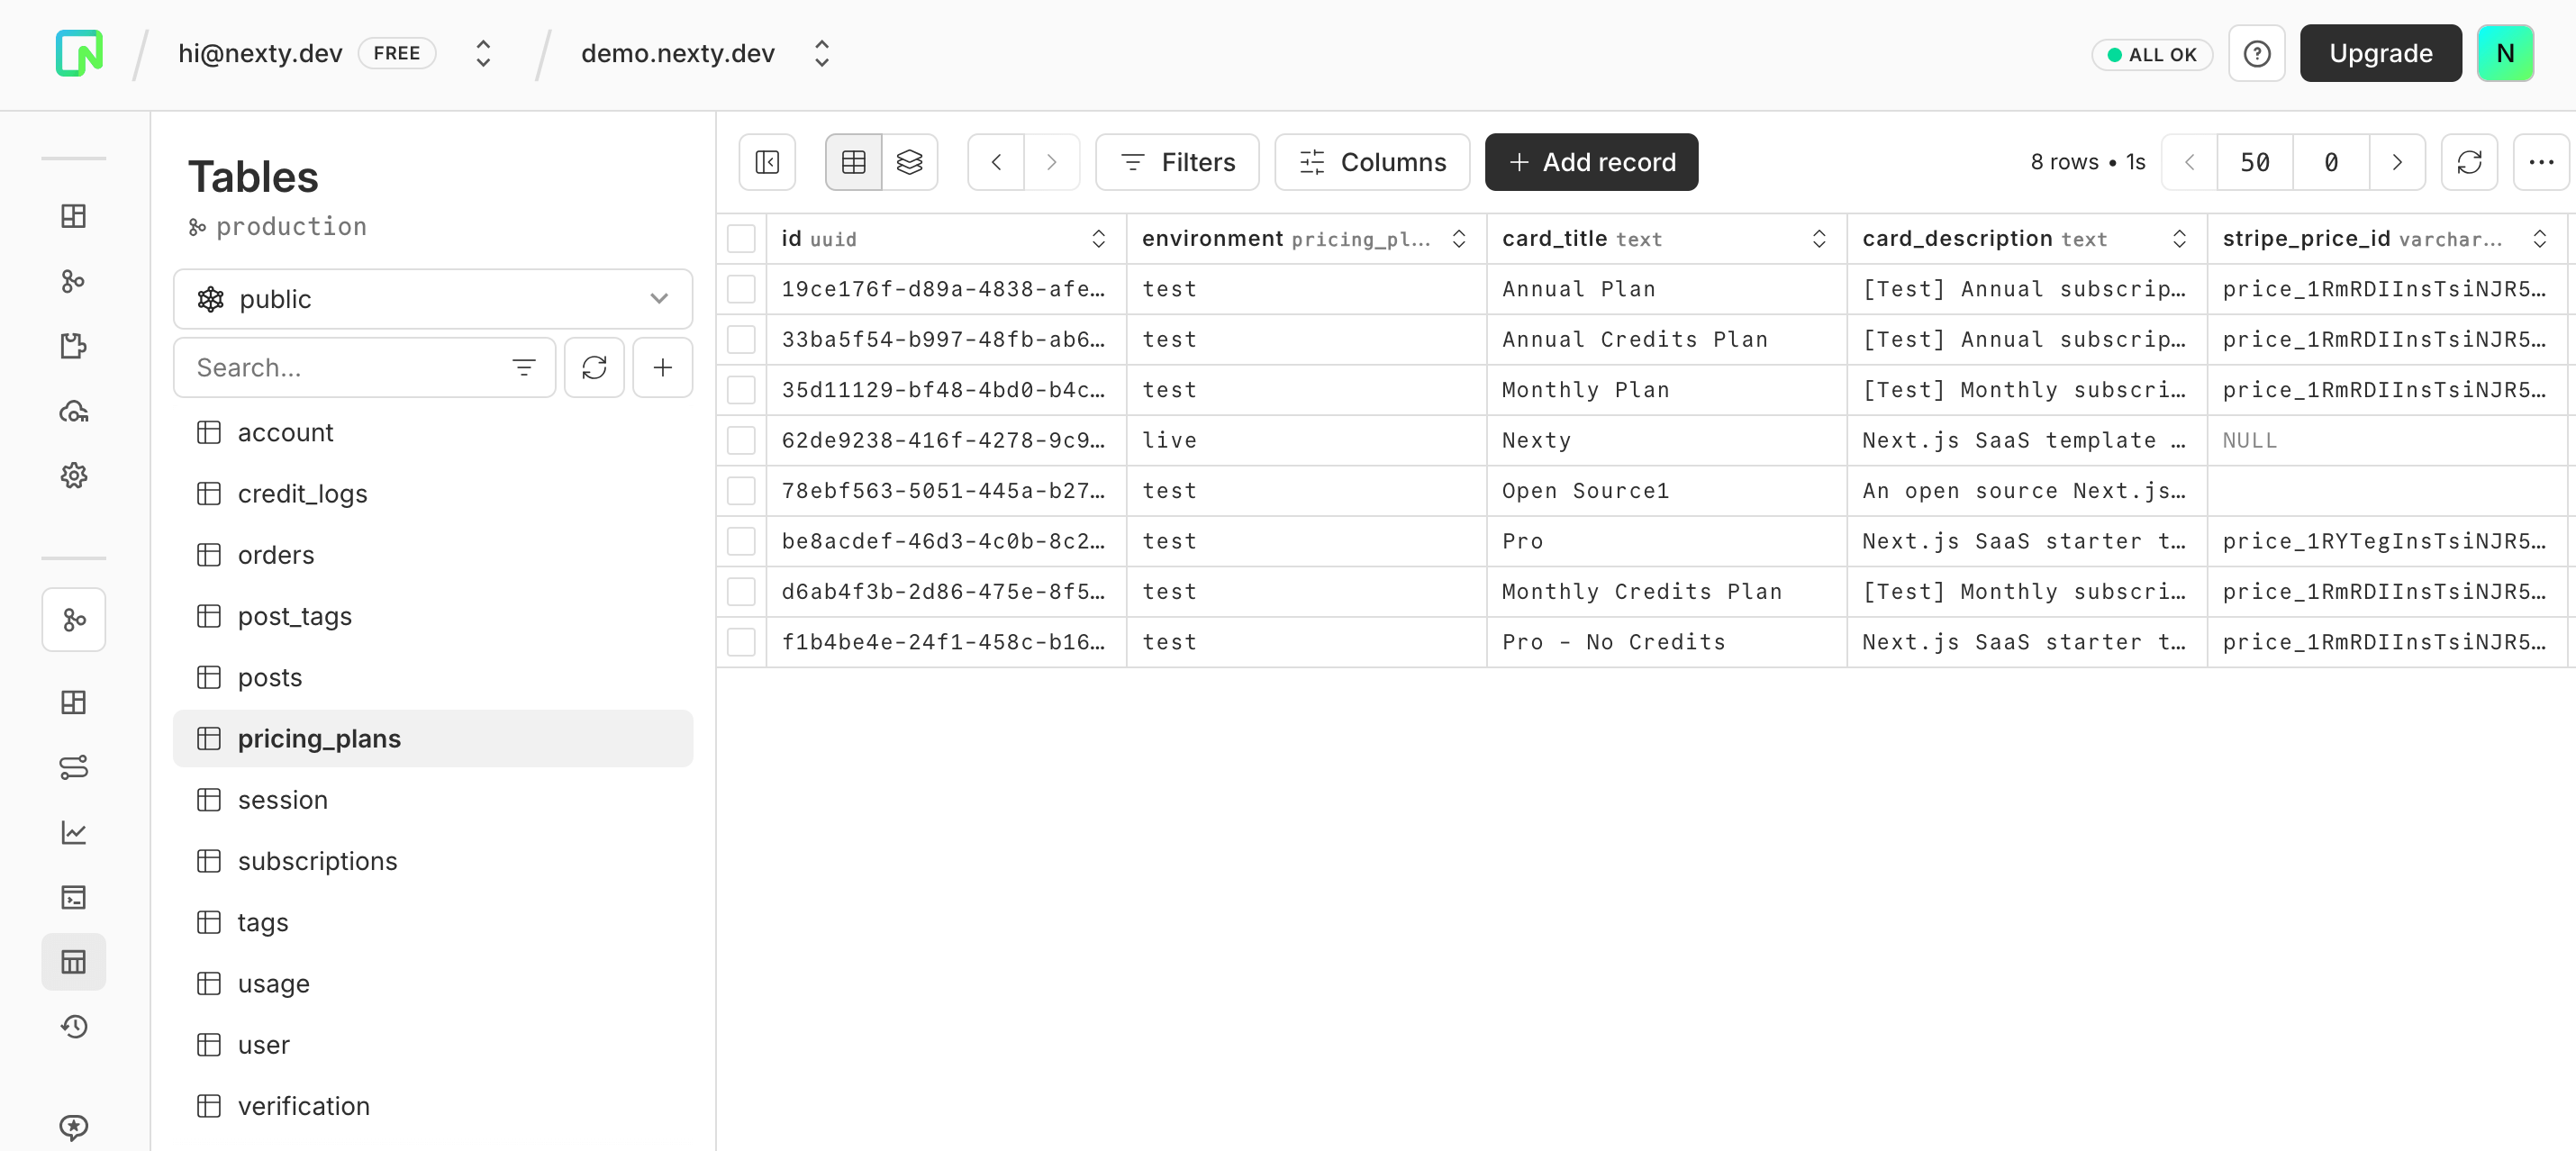 hi@nexty.dev FREE demo.nexty.dev ALL OK Upgrade N
Tables
production
public
Search...
account
credit_logs
orders
post_tags
posts
pricing_plans
session
subscriptions
tags
usage
user
verification
Filters Columns + Add record 8 rows • 1s 50 0
id uuid environment pricing_pl... card_title text card_description text stripe_price_id varchar...
19ce176f-d89a-4838-afe... test Annual Plan [Test] Annual subscrip... price_1RmRDIInsTsiNJR5...
33ba5f54-b997-48fb-ab6... test Annual Credits Plan [Test] Annual subscrip... price_1RmRDIInsTsiNJR5...
35d11129-bf48-4bd0-b4c... test Monthly Plan [Test] Monthly subscri... price_1RmRDIInsTsiNJR5...
62de9238-416f-4278-9c9... live Nexty Next.js SaaS template ... NULL
78ebf563-5051-445a-b27... test Open Source1 An open source Next.js...
be8acdef-46d3-4c0b-8c2... test Pro Next.js SaaS starter t... price_1RYTegInsTsiNJR5...
d6ab4f3b-2d86-475e-8f5... test Monthly Credits Plan [Test] Monthly subscri... price_1RmRDIInsTsiNJR5...
f1b4be4e-24f1-458c-b16... test Pro - No Credits Next.js SaaS starter t... price_1RmRDIInsTsiNJR5...